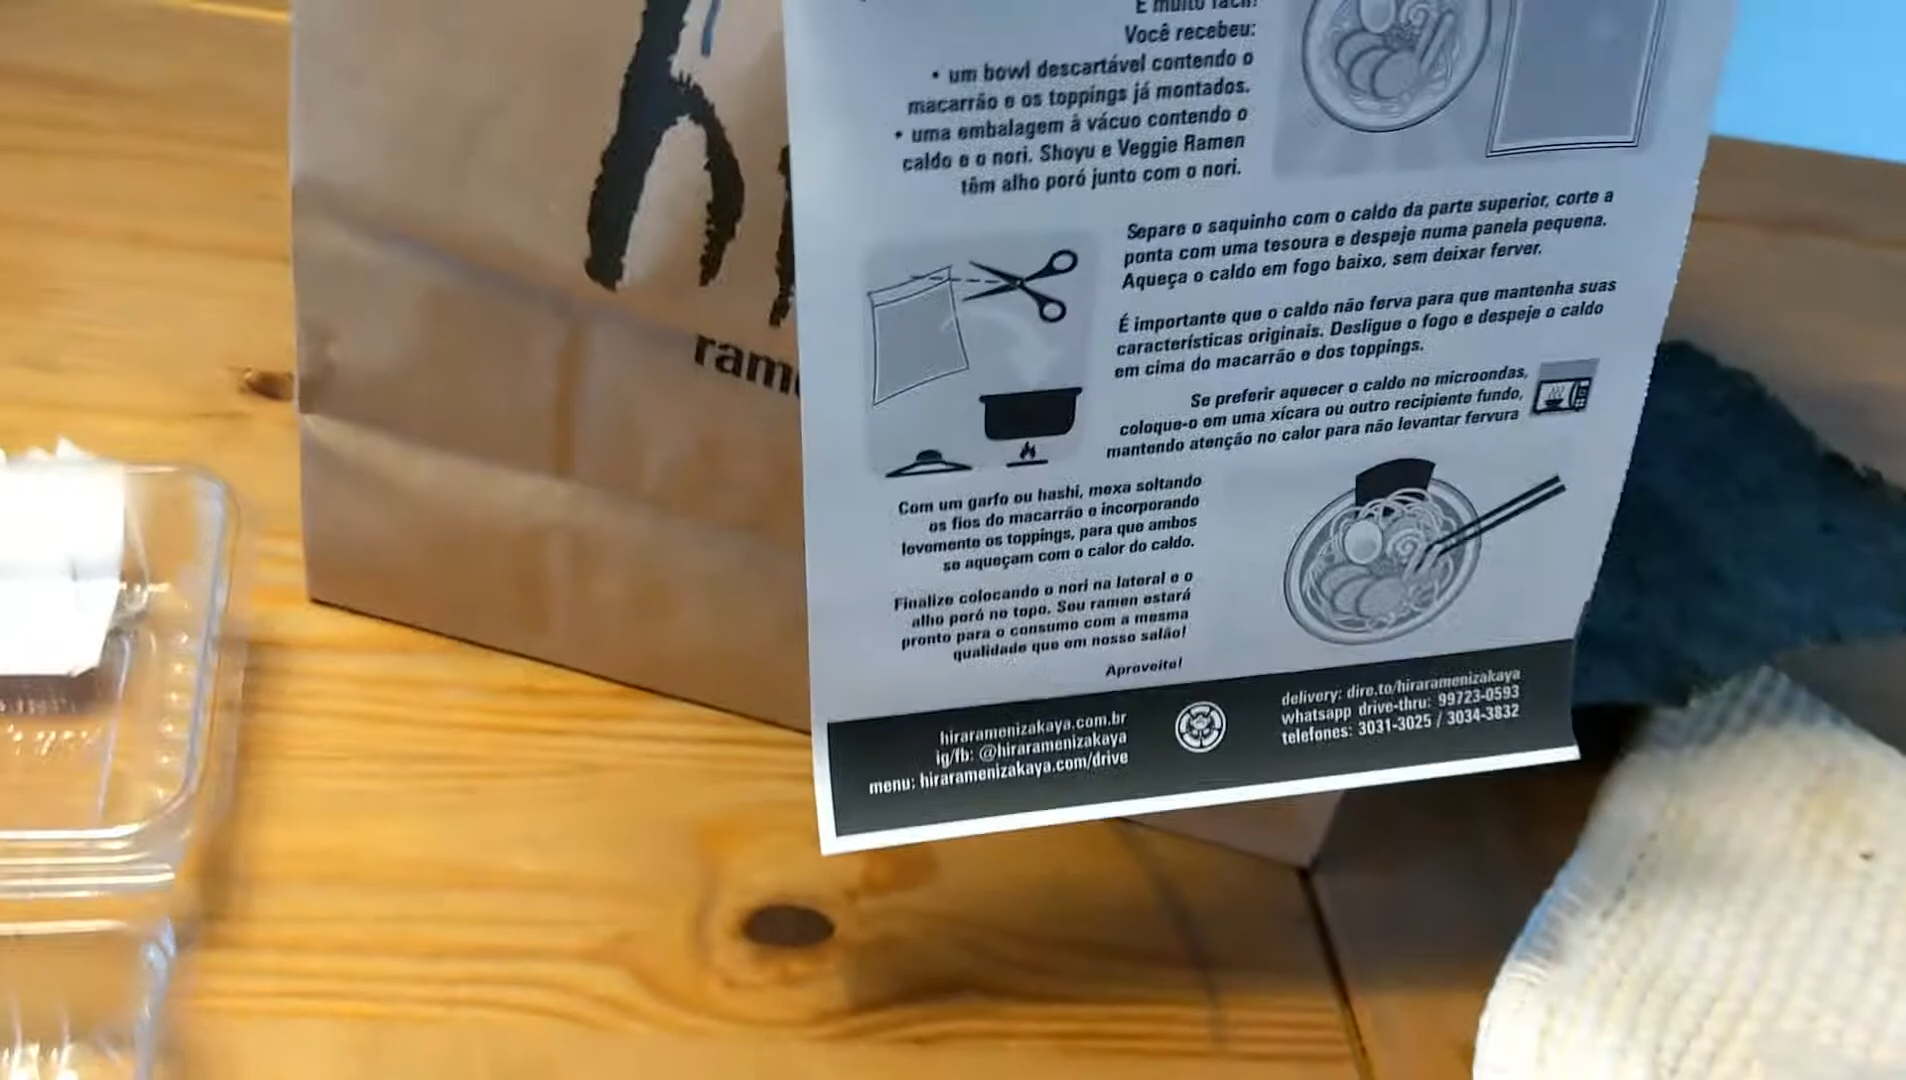 É muito fácil!
Você recebeu:
• um bowl descartável contendo o
macarrão e os toppings já montados.
• uma embalagem à vácuo contendo o
caldo e o nori. Shoyu e Veggie Ramen
têm alho poró junto com o nori.
Separe o saquinho com o caldo da parte superior, corte a
ponta com uma tesoura e despeje numa panela pequena.
Aqueça o caldo em fogo baixo, sem deixar ferver.
É importante que o caldo não ferva para que mantenha suas
características originais. Desligue o fogo e despeje o caldo
em cima do macarrão e dos toppings.
Se preferir aquecer o caldo no microondas,
coloque-o em uma xícara ou outro recipiente fundo,
mantendo atenção no calor para não levantar fervura
Com um garfo ou hashi, mexa soltando
os fios do macarrão e incorporando
levemente os toppings, para que ambos
se aqueçam com o calor do caldo.
Finalize colocando o nori na lateral e o
alho poró no topo. Seu ramen estará
pronto para o consumo com a mesma
qualidade que em nosso salão!
Aproveite!
hiraramenizakaya.com.br
ig/fb: @hiraramenizakaya
menu: hiraramenizakaya.com/drive
delivery: dire.to/hiraramenizakaya
whatsapp drive-thru: 99723-0593
telefones: 3031-3025 / 3034-3832
h
ram